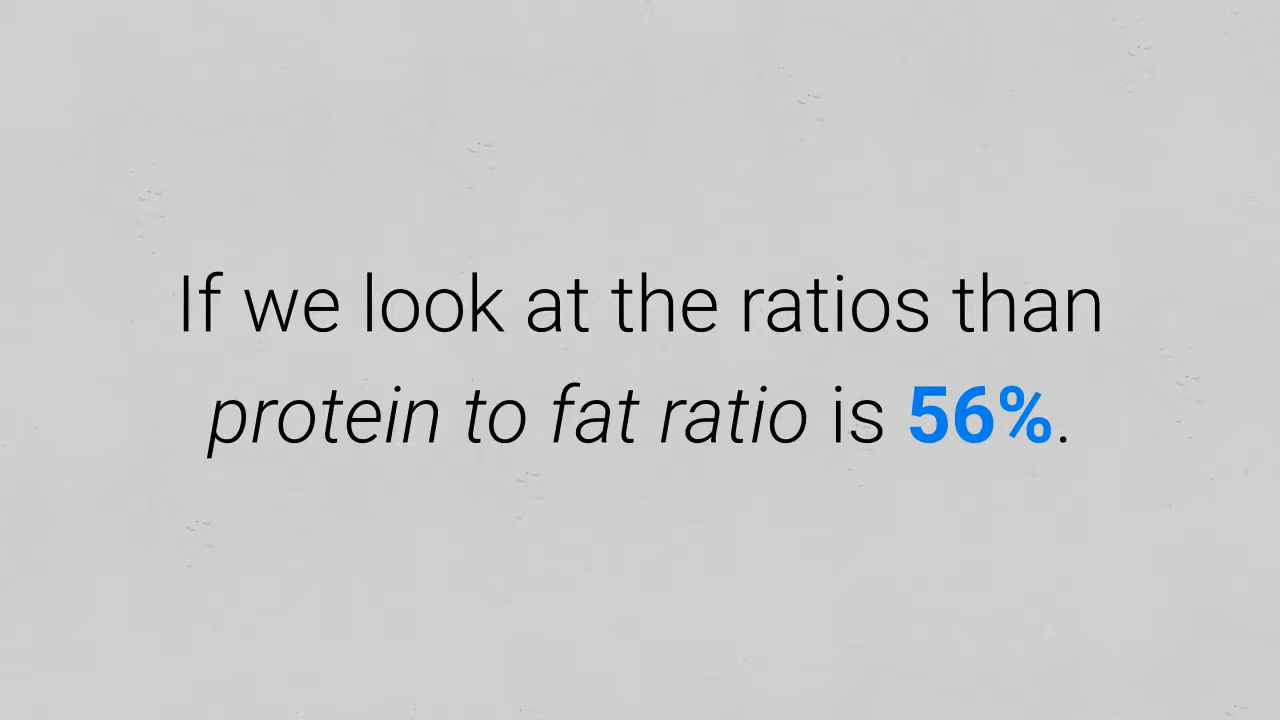 If we look at the ratios than
protein to fat ratio is 56%.